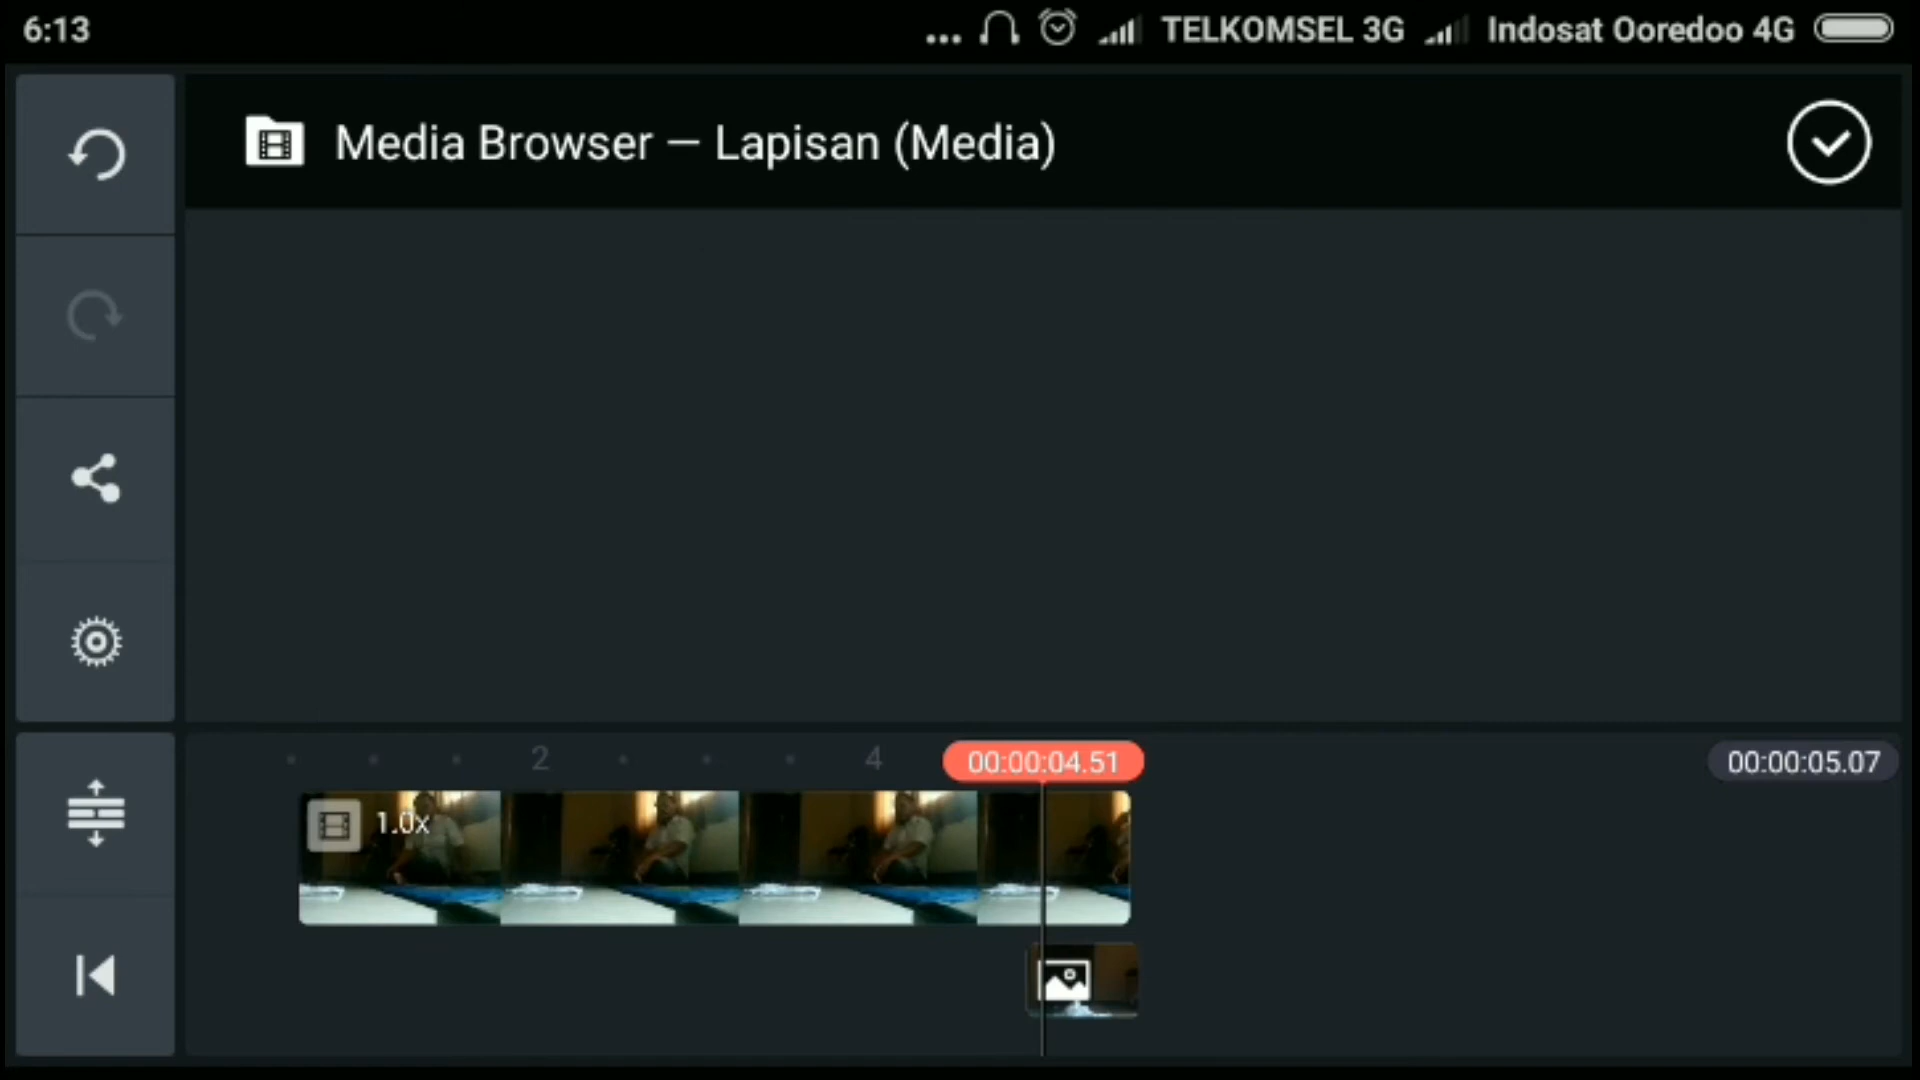 6:13 ... TELKOMSEL 3G Indosat Ooredoo 4G
Media Browser – Lapisan (Media)
2 4 00:00:04.51 00:00:05.07
1.0x